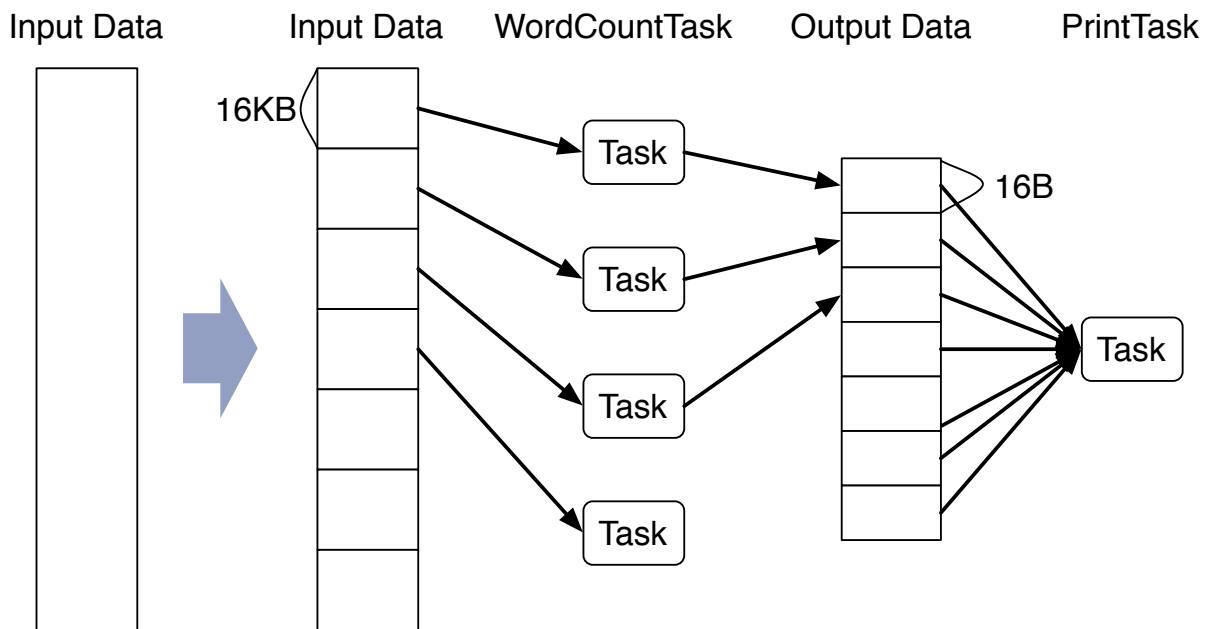 Input Data
Input Data
WordCountTask
Output Data
PrintTask
16KB
Task
Task
Task
Task
16B
Task